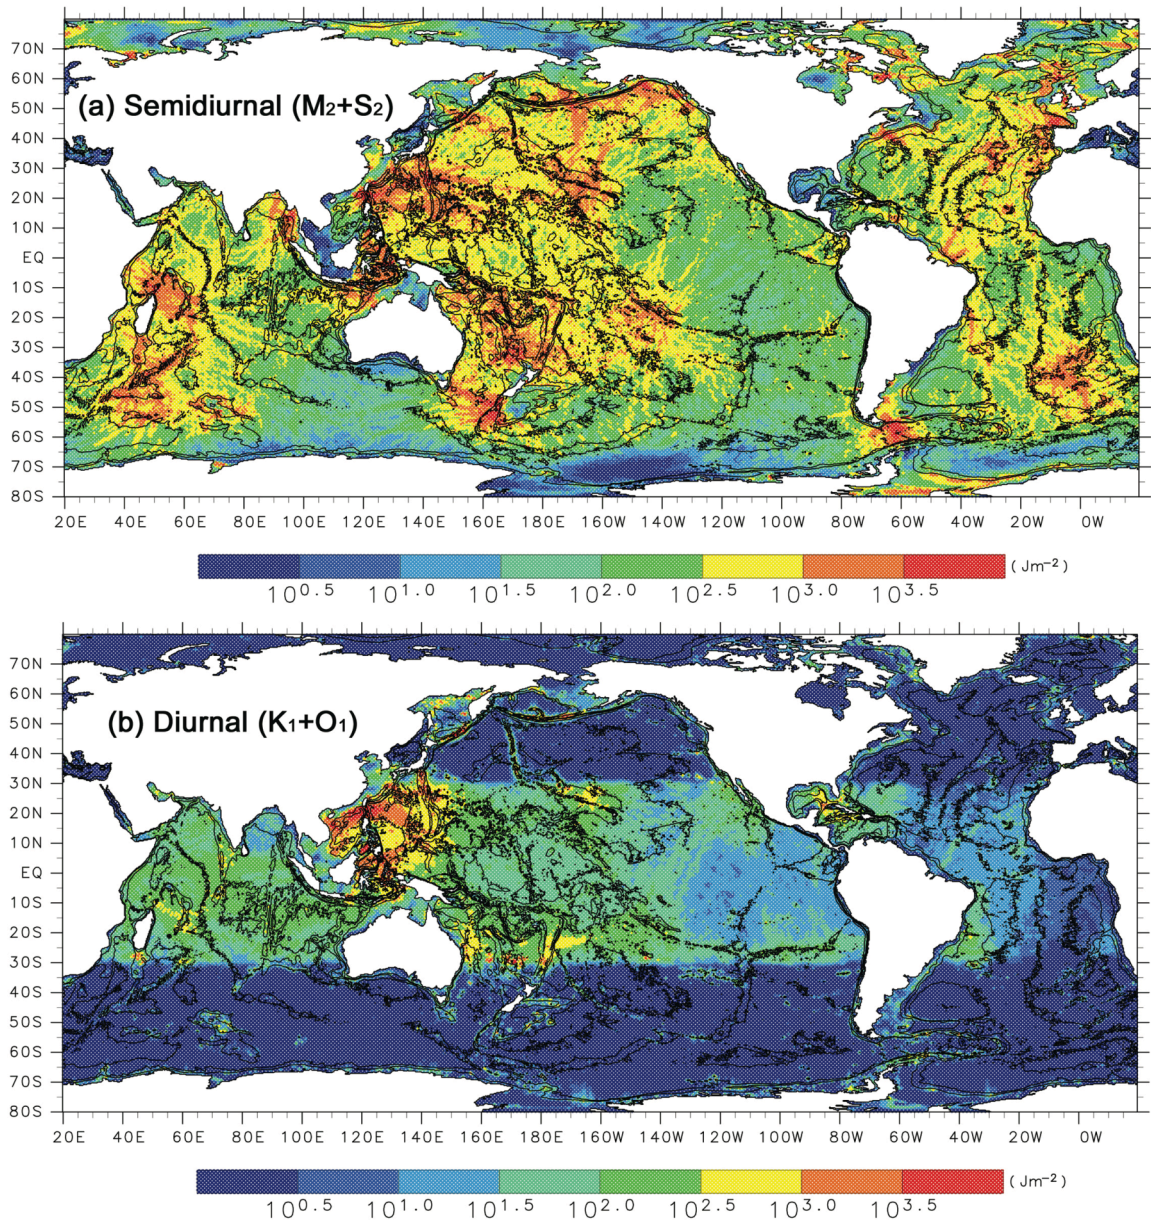 70N
60N
(a) Semidiurnal (M₂+S₂)
50N
40N
30N
20N
10N
EQ
10S
20S
30S
40S
50S
60S
70S
80S
20E 40E 60E 80E 100E 120E 140E 160E 180E 160W 140W 120W 100W 80W 60W 40W 20W 0W
(Jm⁻²)
10^0.5 10^1.0 10^1.5 10^2.0 10^2.5 10^3.0 10^3.5
70N
60N
(b) Diurnal (K₁+O₁)
50N
40N
30N
20N
10N
EQ
10S
20S
30S
40S
50S
60S
70S
80S
20E 40E 60E 80E 100E 120E 140E 160E 180E 160W 140W 120W 100W 80W 60W 40W 20W 0W
(Jm⁻²)
10^0.5 10^1.0 10^1.5 10^2.0 10^2.5 10^3.0 10^3.5